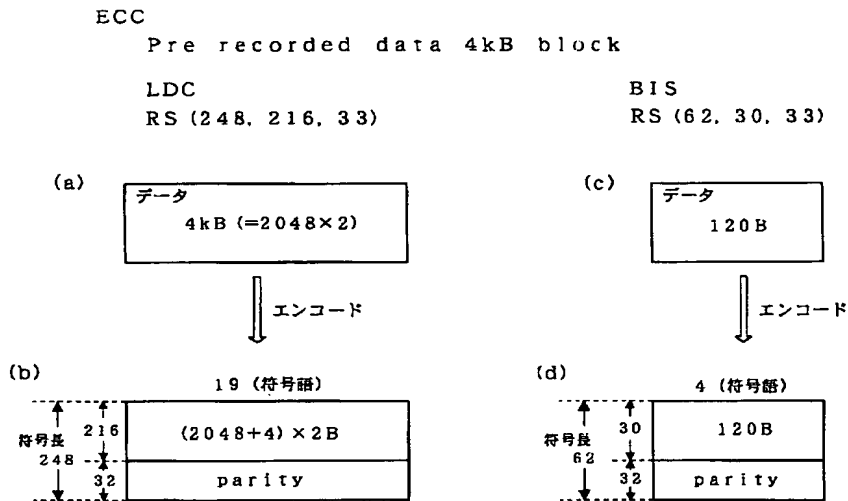 ECC
Pre recorded data 4kB block
LDC
RS (248, 216, 33)
BIS
RS (62, 30, 33)
(a)
データ
4kB (=2048×2)
エンコード
(b)
19 (符号語)
符号長
248
216
(2048+4)×2B
32
parity
(c)
データ
120B
エンコード
(d)
4 (符号語)
符号長
62
30
120B
32
parity